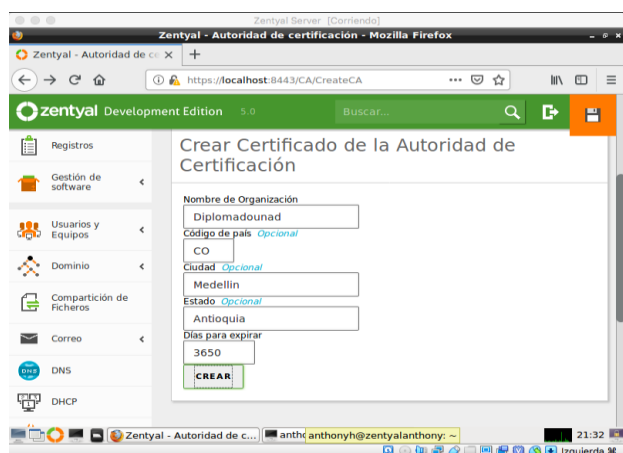 Zentyal Server [Corriendo]
Zentyal - Autoridad de certificación - Mozilla Firefox
Zentyal - Autoridad de ce
https://localhost:8443/CA/CreateCA
zentyal Development Edition 5.0
Buscar...
Registros
Gestión de software
Usuarios y Equipos
Dominio
Compartición de Ficheros
Correo
DNS
DHCP
Crear Certificado de la Autoridad de
Certificación
Nombre de Organización
Diplomadounad
Código de país Opcional
CO
Ciudad Opcional
Medellin
Estado Opcional
Antioquia
Días para expirar
3650
CREAR
Zentyal - Autoridad de c...
antho
anthonyh@zentyalanthony: ~
21:32
Izquierda ⌘